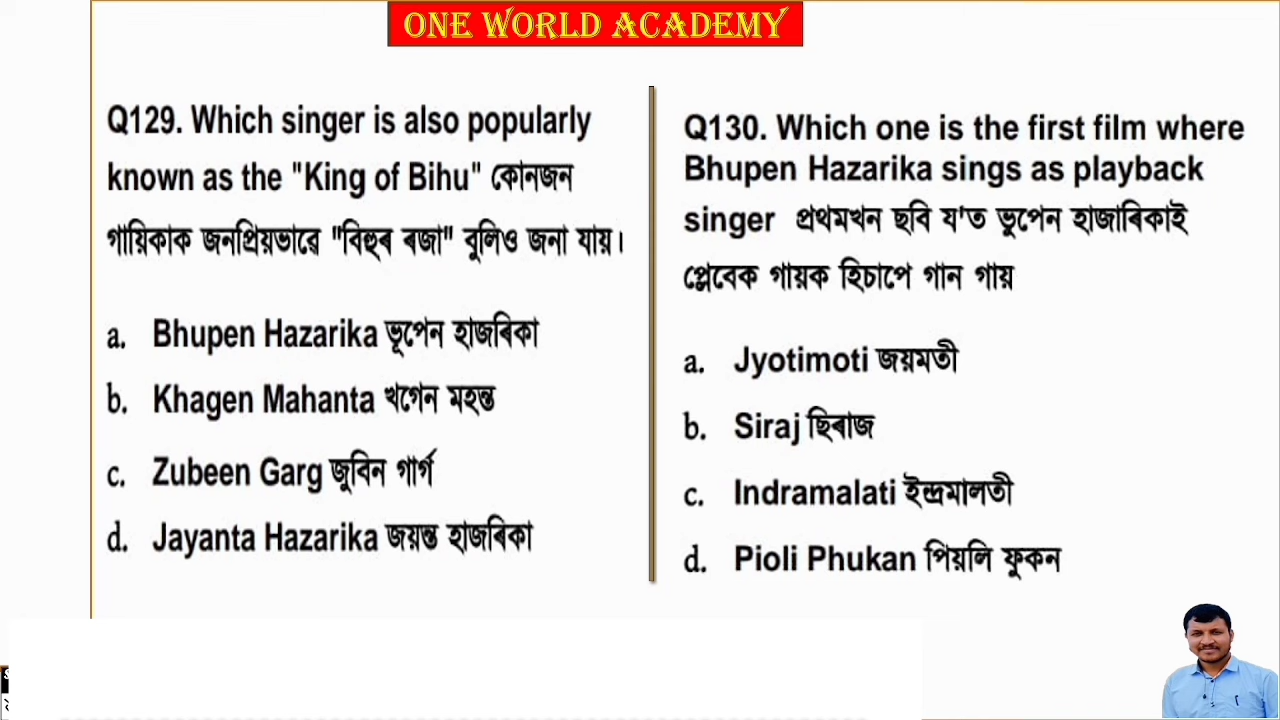 ONE WORLD ACADEMY
Q129. Which singer is also popularly
known as the "King of Bihu" কোনজন
গায়িকাক জনপ্ৰিয়ভাৱে "বিহুৰ ৰজা" বুলিও জনা যায়।
a. Bhupen Hazarika ভূপেন হাজৰিকা
b. Khagen Mahanta খগেন মহন্ত
c. Zubeen Garg জুবিন গাৰ্গ
d. Jayanta Hazarika জয়ন্ত হাজৰিকা
Q130. Which one is the first film where
Bhupen Hazarika sings as playback
singer প্ৰথমখন ছবি য'ত ভুপেন হাজাৰিকাই
প্লেবেক গায়ক হিচাপে গান গায়
a. Jyotimoti জয়মতী
b. Siraj ছিৰাজ
c. Indramalati ইন্দ্ৰমালতী
d. Pioli Phukan পিয়লি ফুকন